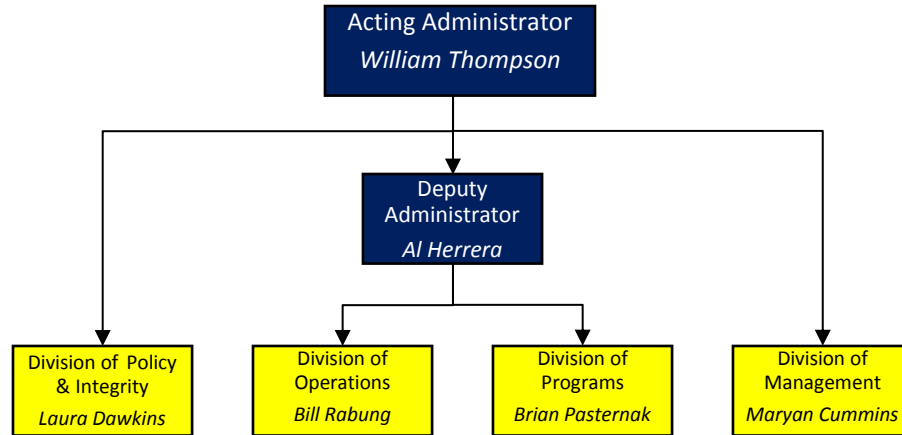 Acting Administrator
William Thompson
Deputy
Administrator
Al Herrera
Division of Policy
& Integrity
Laura Dawkins
Division of
Operations
Bill Rabung
Division of
Programs
Brian Pasternak
Division of
Management
Maryan Cummins